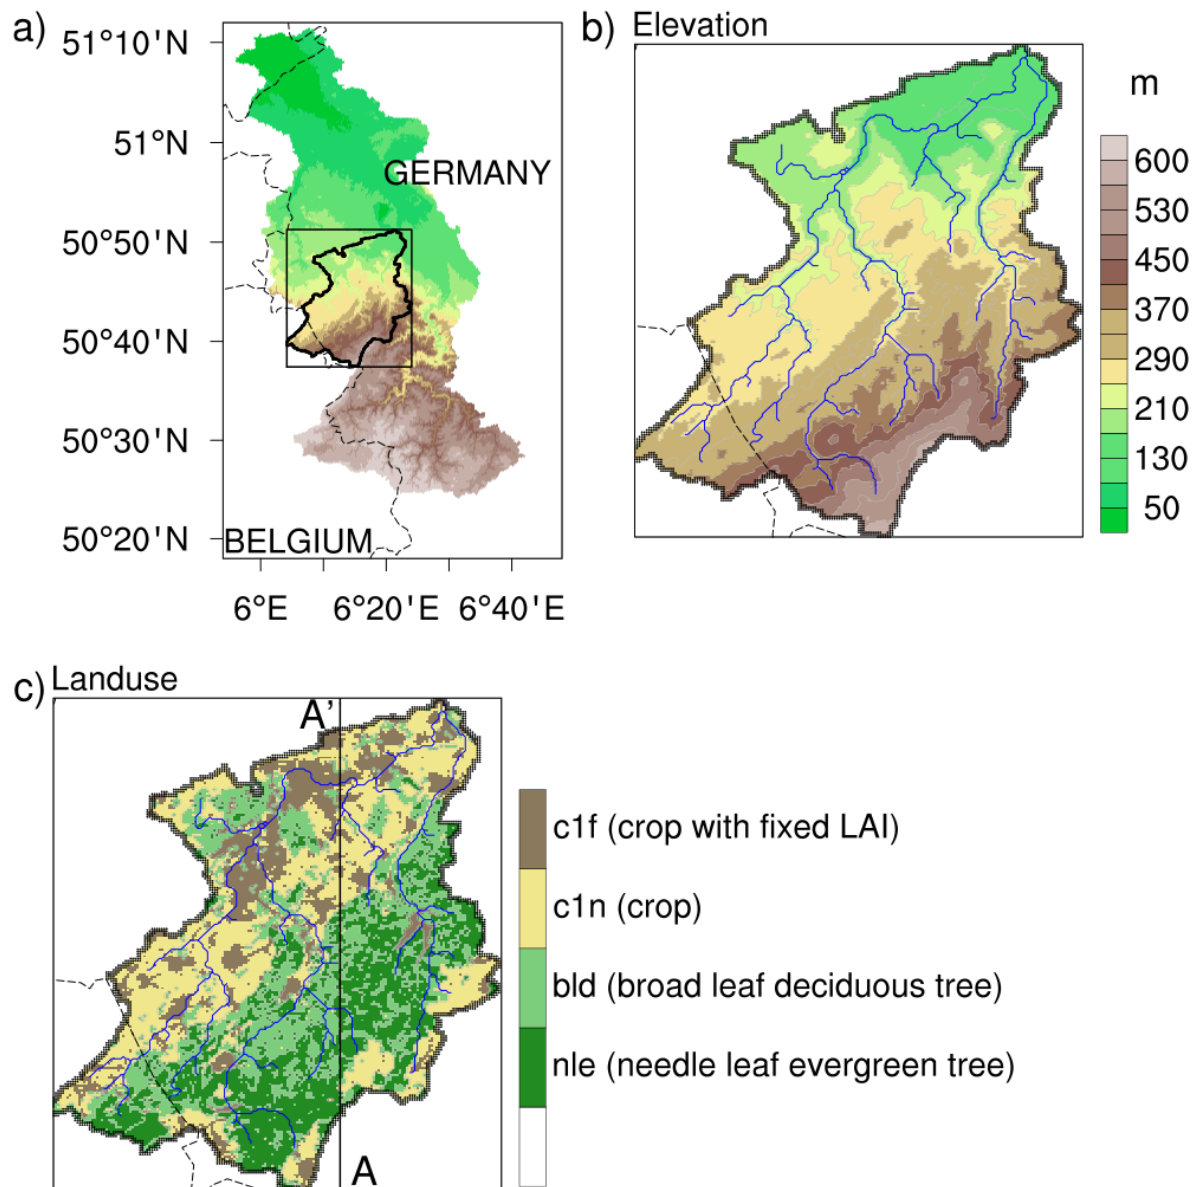 a)
51°10'N
51°N
50°50'N
50°40'N
50°30'N
50°20'N
GERMANY
BELGIUM
6°E 6°20'E 6°40'E
b) Elevation
m
600
530
450
370
290
210
130
50
c) Landuse
A’
A
c1f (crop with fixed LAI)
c1n (crop)
bld (broad leaf deciduous tree)
nle (needle leaf evergreen tree)